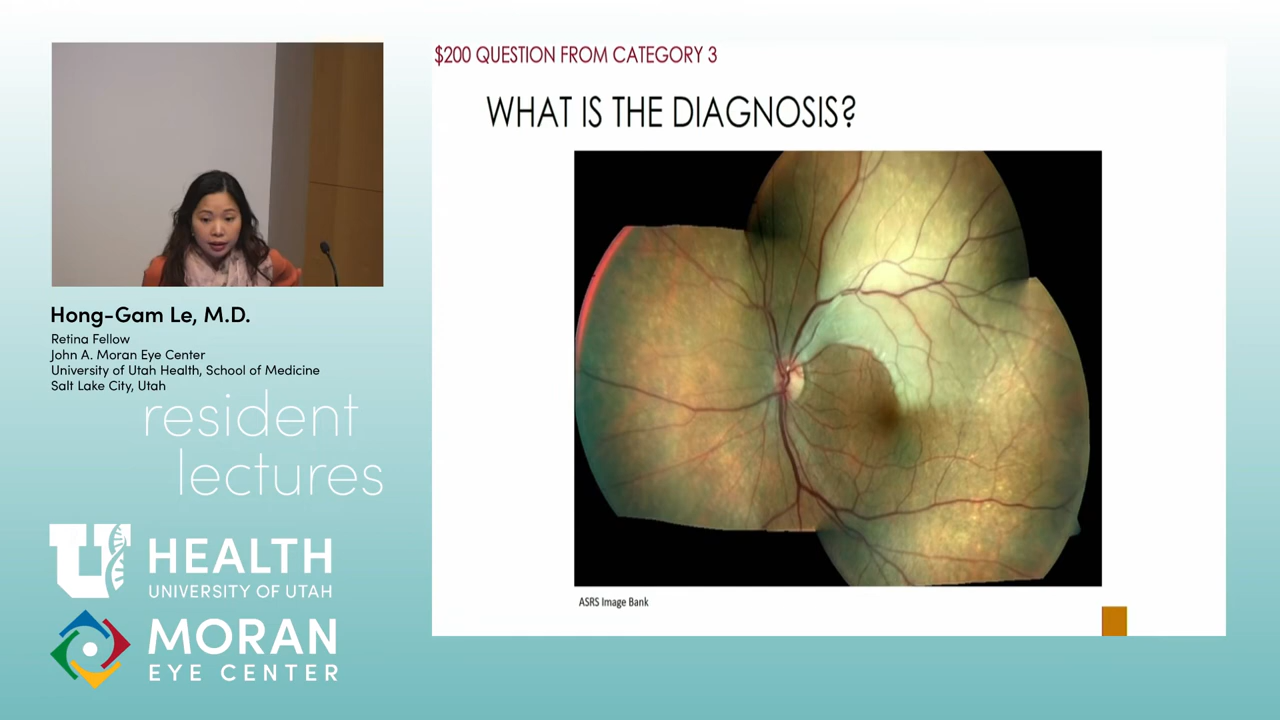 $200 QUESTION FROM CATEGORY 3
WHAT IS THE DIAGNOSIS?
ASRS Image Bank
Hong-Gam Le, M.D.
Retina Fellow
John A. Moran Eye Center
University of Utah Health, School of Medicine
Salt Lake City, Utah
resident
lectures
U HEALTH
UNIVERSITY OF UTAH
MORAN
EYE CENTER